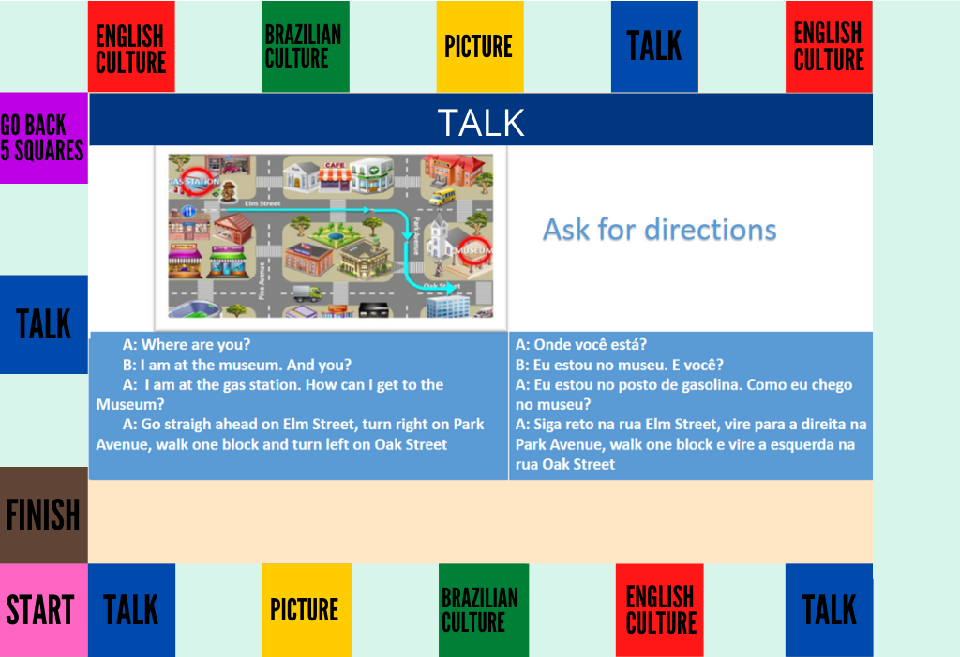 ENGLISH
CULTURE
BRAZILIAN
CULTURE
PICTURE
TALK
ENGLISH
CULTURE
GO BACK
5 SQUARES
TALK
GAS STATION
CAFE
Elm Street
Park Avenue
MUSEUM
Pine Avenue
Oak Street
Ask for directions
TALK
A: Where are you?
B: I am at the museum. And you?
A: I am at the gas station. How can I get to the
Museum?
A: Go straigh ahead on Elm Street, turn right on Park
Avenue, walk one block and turn left on Oak Street
A: Onde você está?
B: Eu estou no museu. E você?
A: Eu estou no posto de gasolina. Como eu chego
no museu?
A: Siga reto na rua Elm Street, vire para a direita na
Park Avenue, walk one block e vire a esquerda na
rua Oak Street
FINISH
START
TALK
PICTURE
BRAZILIAN
CULTURE
ENGLISH
CULTURE
TALK